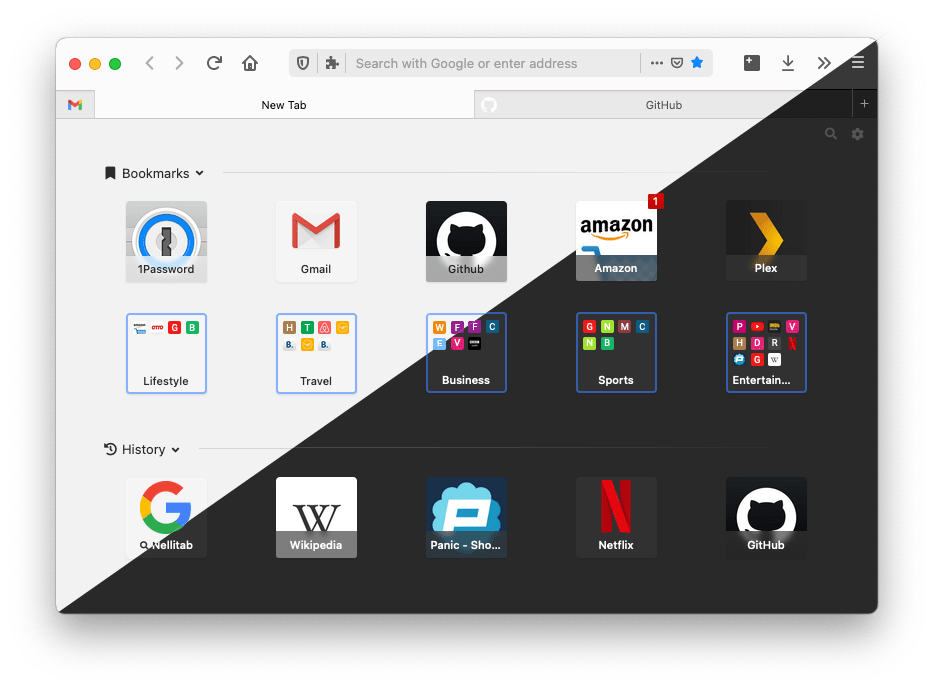 Search with Google or enter address
New Tab
GitHub
Bookmarks
1Password
Gmail
Github
amazon
1
Amazon
Plex
amazon OTTO G B
Lifestyle
H T
B. B.
Travel
W F F C
E V
Business
G N M C
N B
Sports
P V
H D R N
P G W
Entertain...
History
Nellitab
W
Wikipedia
Panic - Sho...
Netflix
GitHub